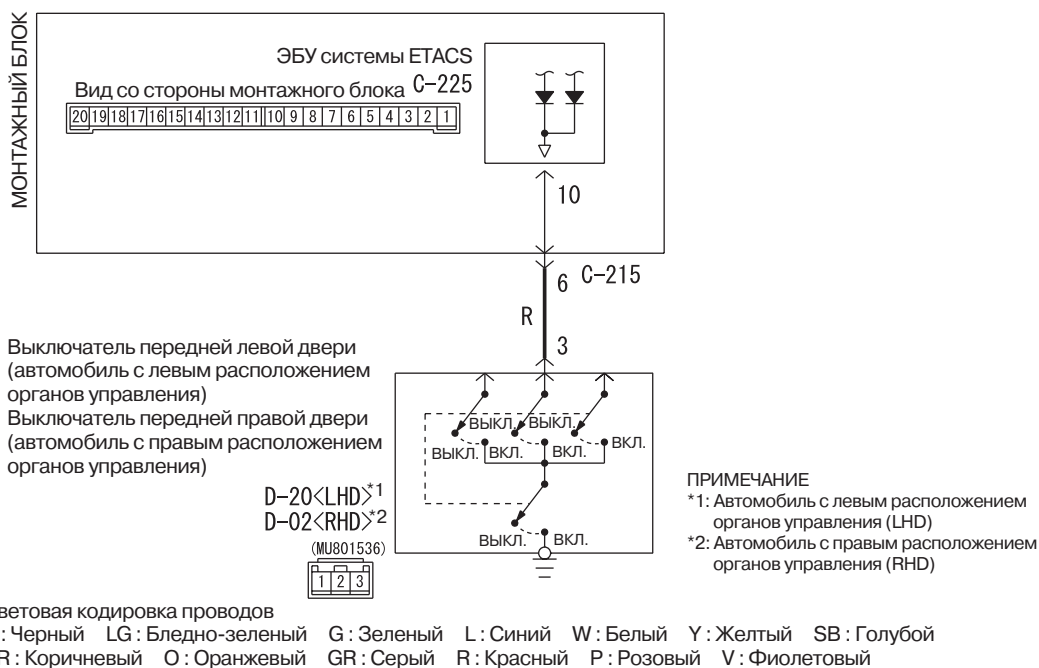 МОНТАЖНЫЙ БЛОК
ЭБУ системы ETACS
Вид со стороны монтажного блока C-225
20 19 18 17 16 15 14 13 12 11 10 9 8 7 6 5 4 3 2 1
10
6 C-215
R
3
Выключатель передней левой двери
(автомобиль с левым расположением
органов управления)
Выключатель передней правой двери
(автомобиль с правым расположением
органов управления)
ВЫКЛ. ВЫКЛ.
ВЫКЛ. ВКЛ. ВКЛ. ВКЛ.
ВЫКЛ. ВКЛ.
D-20<LHD>*1
D-02<RHD>*2
(MU801536)
1 2 3
ПРИМЕЧАНИЕ
*1: Автомобиль с левым расположением
органов управления (LHD)
*2: Автомобиль с правым расположением
органов управления (RHD)
ветовая кодировка проводов
: Черный LG : Бледно-зеленый G : Зеленый L : Синий W : Белый Y : Желтый SB : Голубой
R : Коричневый O : Оранжевый GR : Серый R : Красный P : Розовый V : Фиолетовый